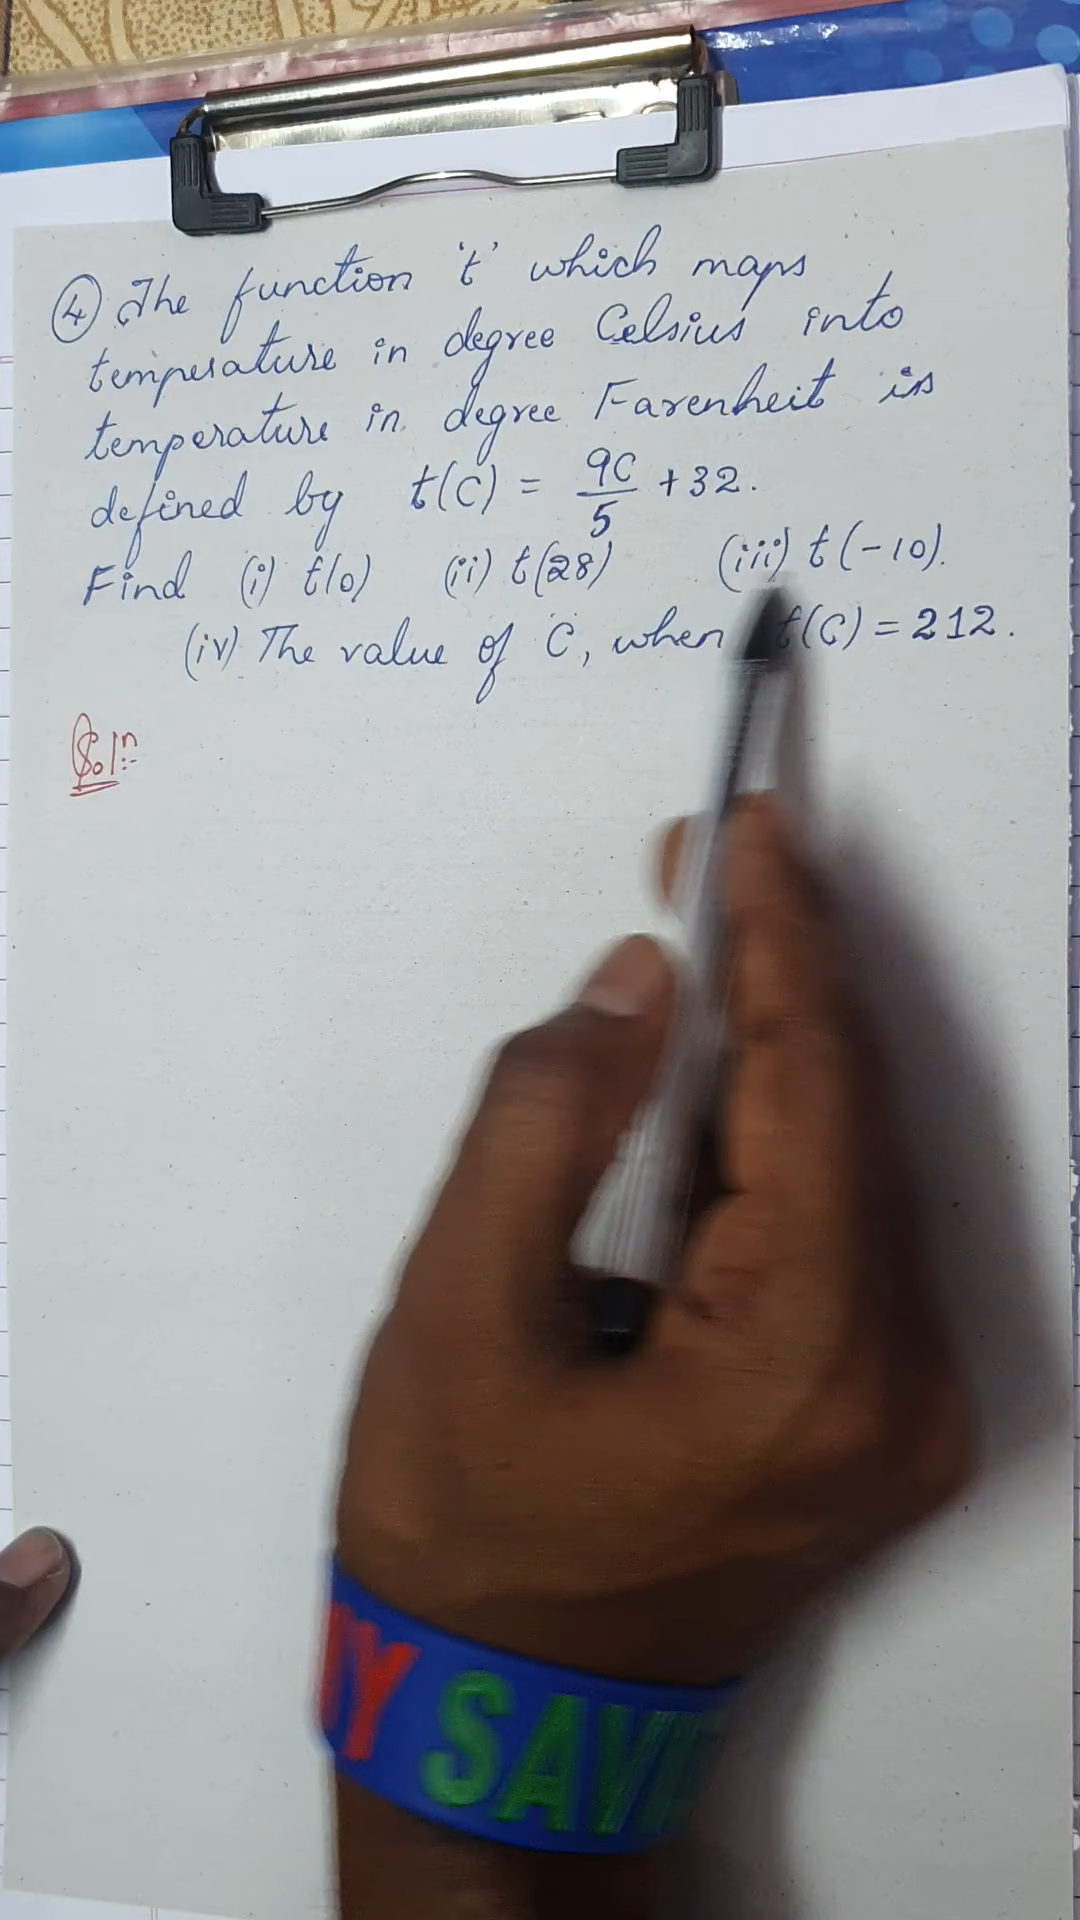 ④ The function 't' which maps
temperature in degree Celsius into
temperature in degree Farenheit is
defined by t(C) = 9C/5 + 32.
Find (i) t(0) (ii) t(28) (iii) t(-10).
(iv) The value of C, when t(C) = 212.
Solⁿ:-
SAV